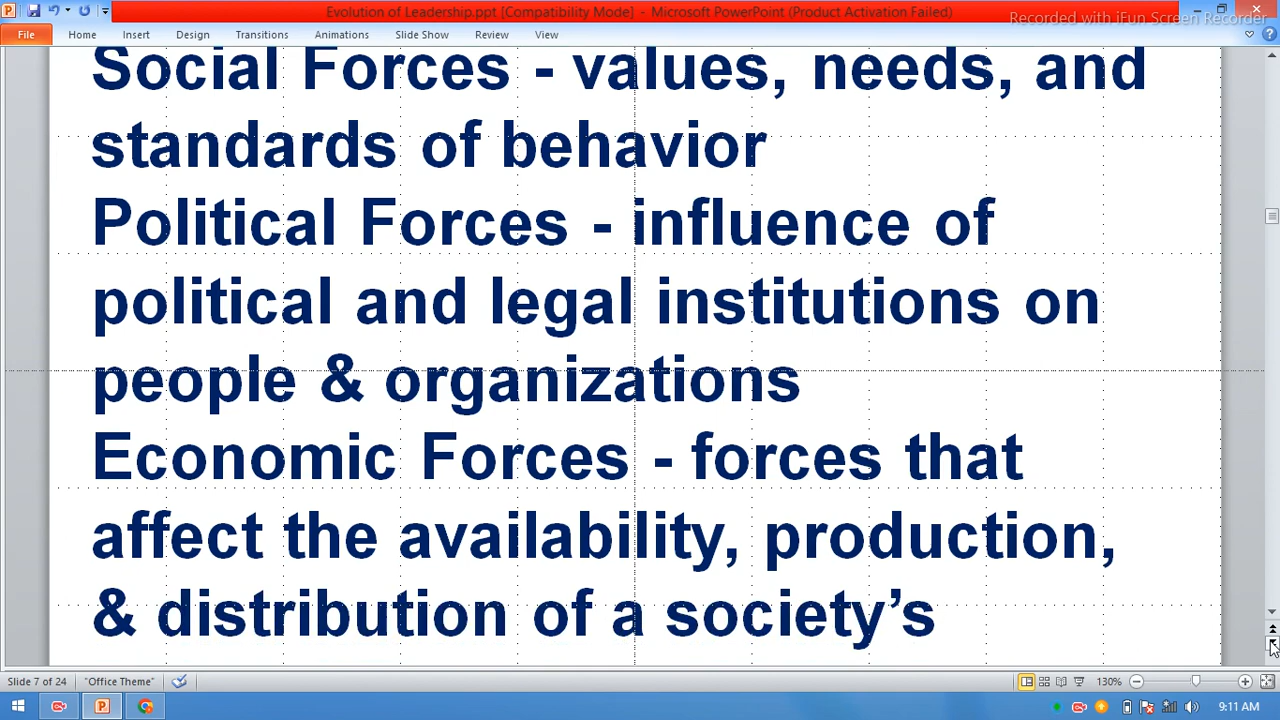 Evolution of Leadership.ppt [Compatibility Mode] - Microsoft PowerPoint (Product Activation Failed)
Recorded with iFun Screen Recorder
File Home Insert Design Transitions Animations Slide Show Review View
Social Forces - values, needs, and
standards of behavior
Political Forces - influence of
political and legal institutions on
people & organizations
Economic Forces - forces that
affect the availability, production,
& distribution of a society’s
Slide 7 of 24 "Office Theme" 130%
9:11 AM